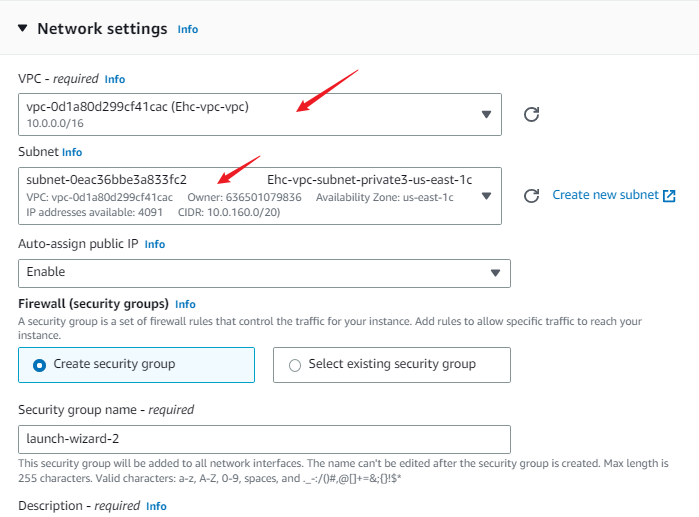 Network settings Info
VPC - required Info
vpc-0d1a80d299cf41cac (Ehc-vpc-vpc)
10.0.0.0/16
Subnet Info
subnet-0eac36bbe3a833fc2 Ehc-vpc-subnet-private3-us-east-1c
VPC: vpc-0d1a80d299cf41cac Owner: 636501079836 Availability Zone: us-east-1c
IP addresses available: 4091 CIDR: 10.0.160.0/20)
Create new subnet
Auto-assign public IP Info
Enable
Firewall (security groups) Info
A security group is a set of firewall rules that control the traffic for your instance. Add rules to allow specific traffic to reach your
instance.
Create security group
Select existing security group
Security group name - required
launch-wizard-2
This security group will be added to all network interfaces. The name can't be edited after the security group is created. Max length is
255 characters. Valid characters: a-z, A-Z, 0-9, spaces, and ._-:/()#,@[]+=&;{}!$*
Description - required Info